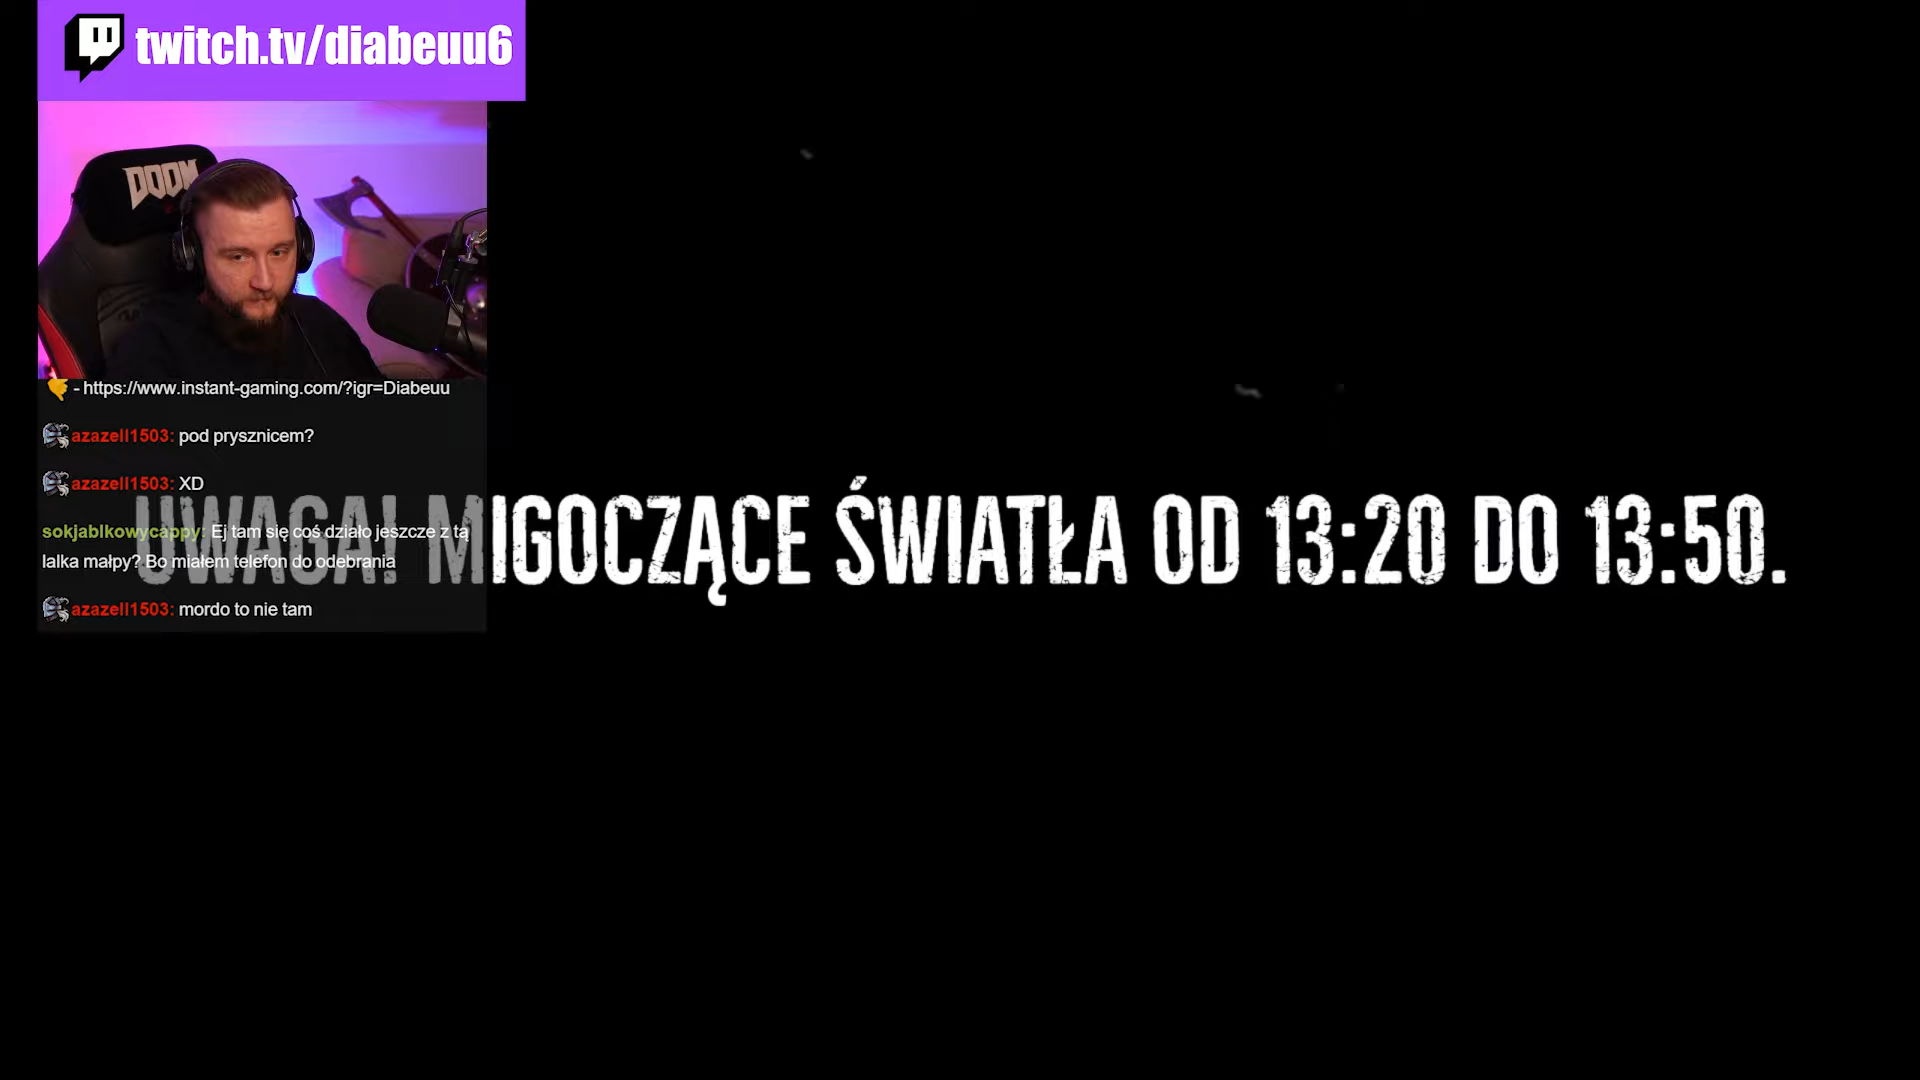 twitch.tv/diabeuu6
DOOM
- https://www.instant-gaming.com/?igr=Diabeuu
azazell1503: pod prysznicem?
azazell1503: XD
sokjablkowycappy: Ej tam się coś działo jeszcze z tą
lalka małpy? Bo miałem telefon do odebrania
azazell1503: mordo to nie tam
UWAGA! MIGOCZĄCE ŚWIATŁA OD 13:20 DO 13:50.